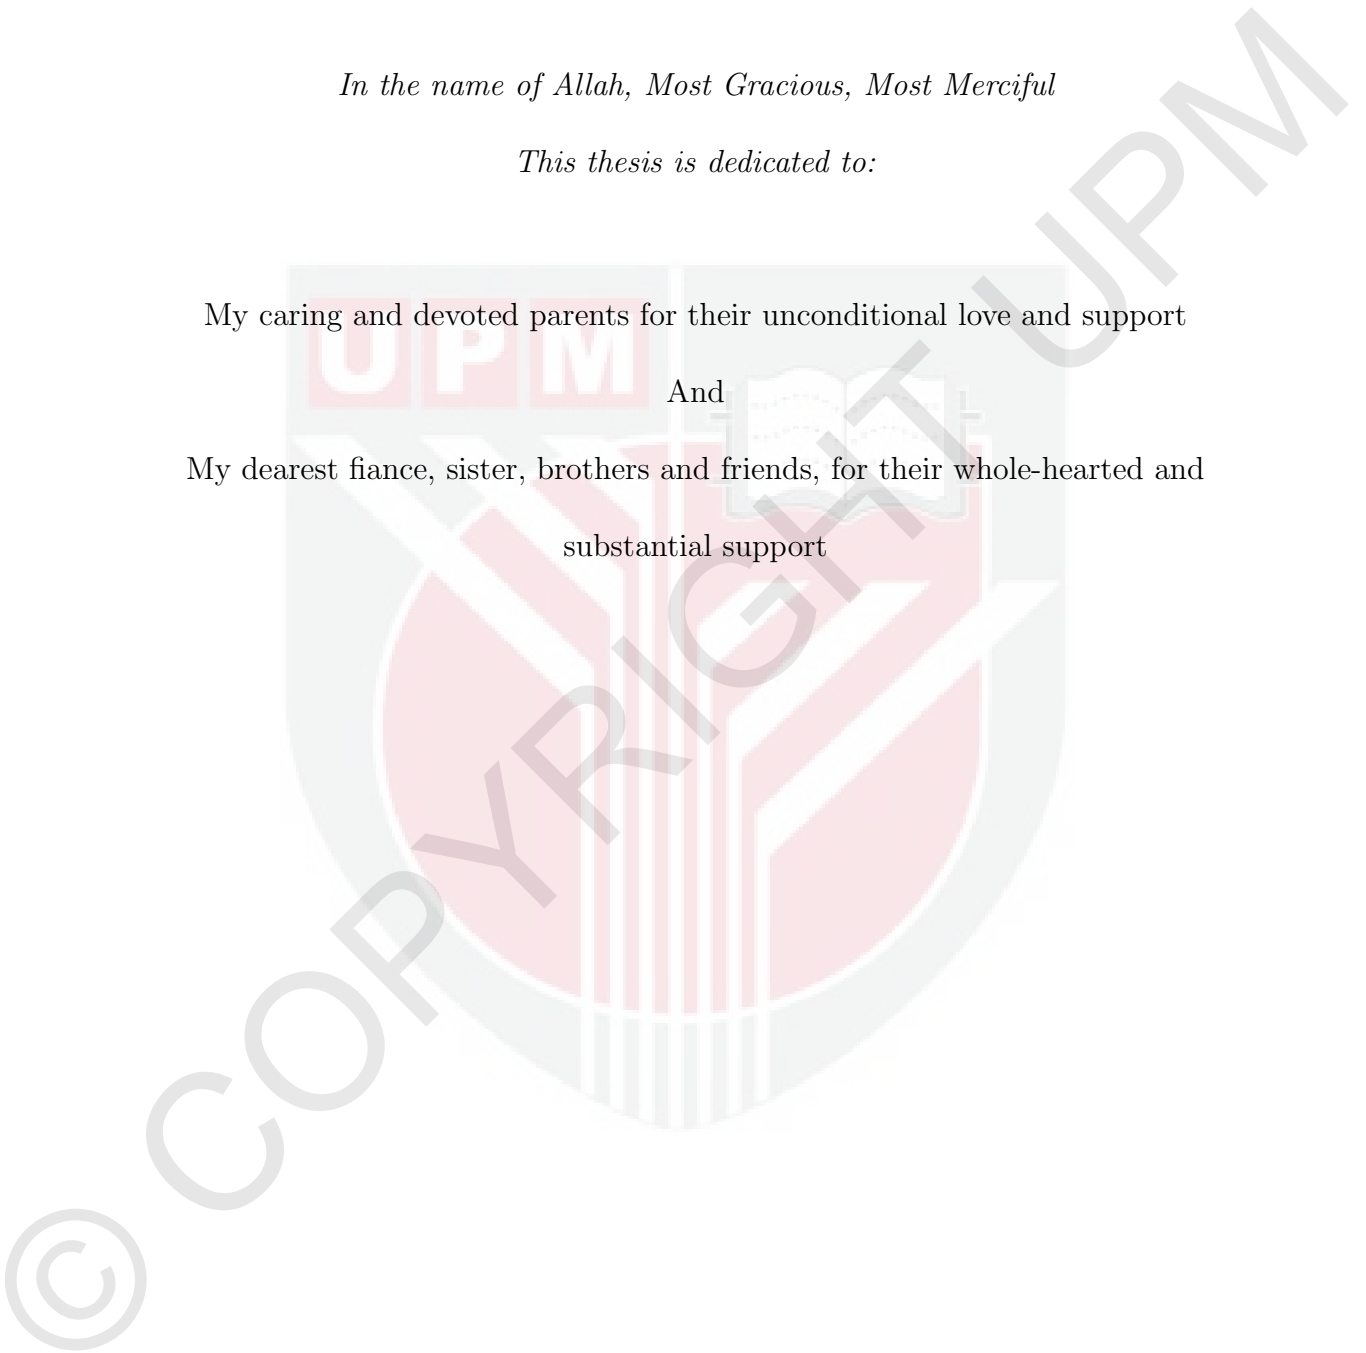 In the name of Allah, Most Gracious, Most Merciful
This thesis is dedicated to:
My caring and devoted parents for their unconditional love and support
UPM
And
My dearest fiance, sister, brothers and friends, for their whole-hearted and
substantial support
© COPYRIGHT UPM